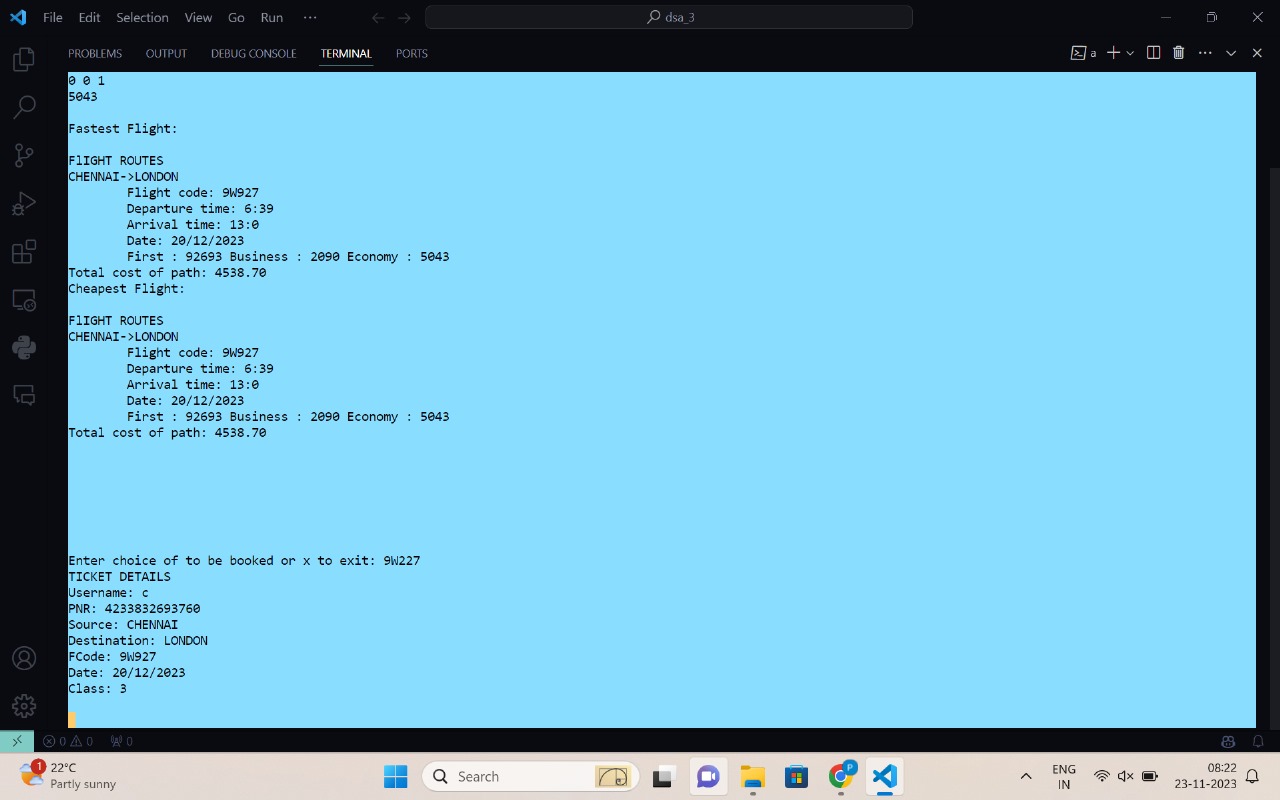 File Edit Selection View Go Run ··· dsa_3
PROBLEMS OUTPUT DEBUG CONSOLE TERMINAL PORTS a
0 0 1
5043
Fastest Flight:
FlIGHT ROUTES
CHENNAI->LONDON
Flight code: 9W927
Departure time: 6:39
Arrival time: 13:0
Date: 20/12/2023
First : 92693 Business : 2090 Economy : 5043
Total cost of path: 4538.70
Cheapest Flight:
FlIGHT ROUTES
CHENNAI->LONDON
Flight code: 9W927
Departure time: 6:39
Arrival time: 13:0
Date: 20/12/2023
First : 92693 Business : 2090 Economy : 5043
Total cost of path: 4538.70
Enter choice of to be booked or x to exit: 9W227
TICKET DETAILS
Username: c
PNR: 4233832693760
Source: CHENNAI
Destination: LONDON
FCode: 9W927
Date: 20/12/2023
Class: 3
0 0 0
1 22°C
Partly sunny
Search
P
ENG
IN
08:22
23-11-2023